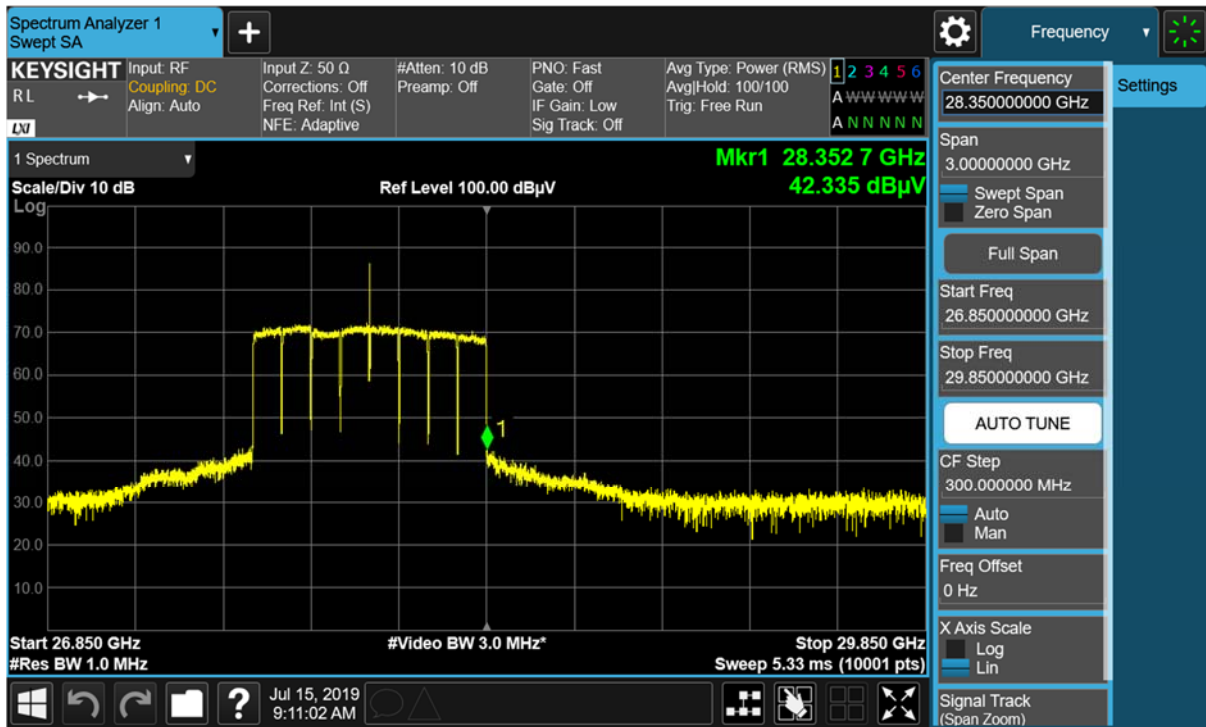 Spectrum Analyzer 1
Swept SA
Frequency
KEYSIGHT
R L
LXI
Input: RF
Coupling: DC
Align: Auto
Input Z: 50 Ω
Corrections: Off
Freq Ref: Int (S)
NFE: Adaptive
#Atten: 10 dB
Preamp: Off
PNO: Fast
Gate: Off
IF Gain: Low
Sig Track: Off
Avg Type: Power (RMS)
Avg|Hold: 100/100
Trig: Free Run
1 2 3 4 5 6
A W W W W W
A N N N N N
1 Spectrum
Mkr1 28.352 7 GHz
Scale/Div 10 dB
Ref Level 100.00 dBµV
42.335 dBµV
Log
90.0
80.0
70.0
60.0
50.0
1
40.0
30.0
20.0
10.0
Start 26.850 GHz
#Video BW 3.0 MHz*
Stop 29.850 GHz
#Res BW 1.0 MHz
Sweep 5.33 ms (10001 pts)
?
Jul 15, 2019
9:11:02 AM
Center Frequency
28.350000000 GHz
Settings
Span
3.00000000 GHz
Swept Span
Zero Span
Full Span
Start Freq
26.850000000 GHz
Stop Freq
29.850000000 GHz
AUTO TUNE
CF Step
300.000000 MHz
Auto
Man
Freq Offset
0 Hz
X Axis Scale
Log
Lin
Signal Track
(Span Zoom)